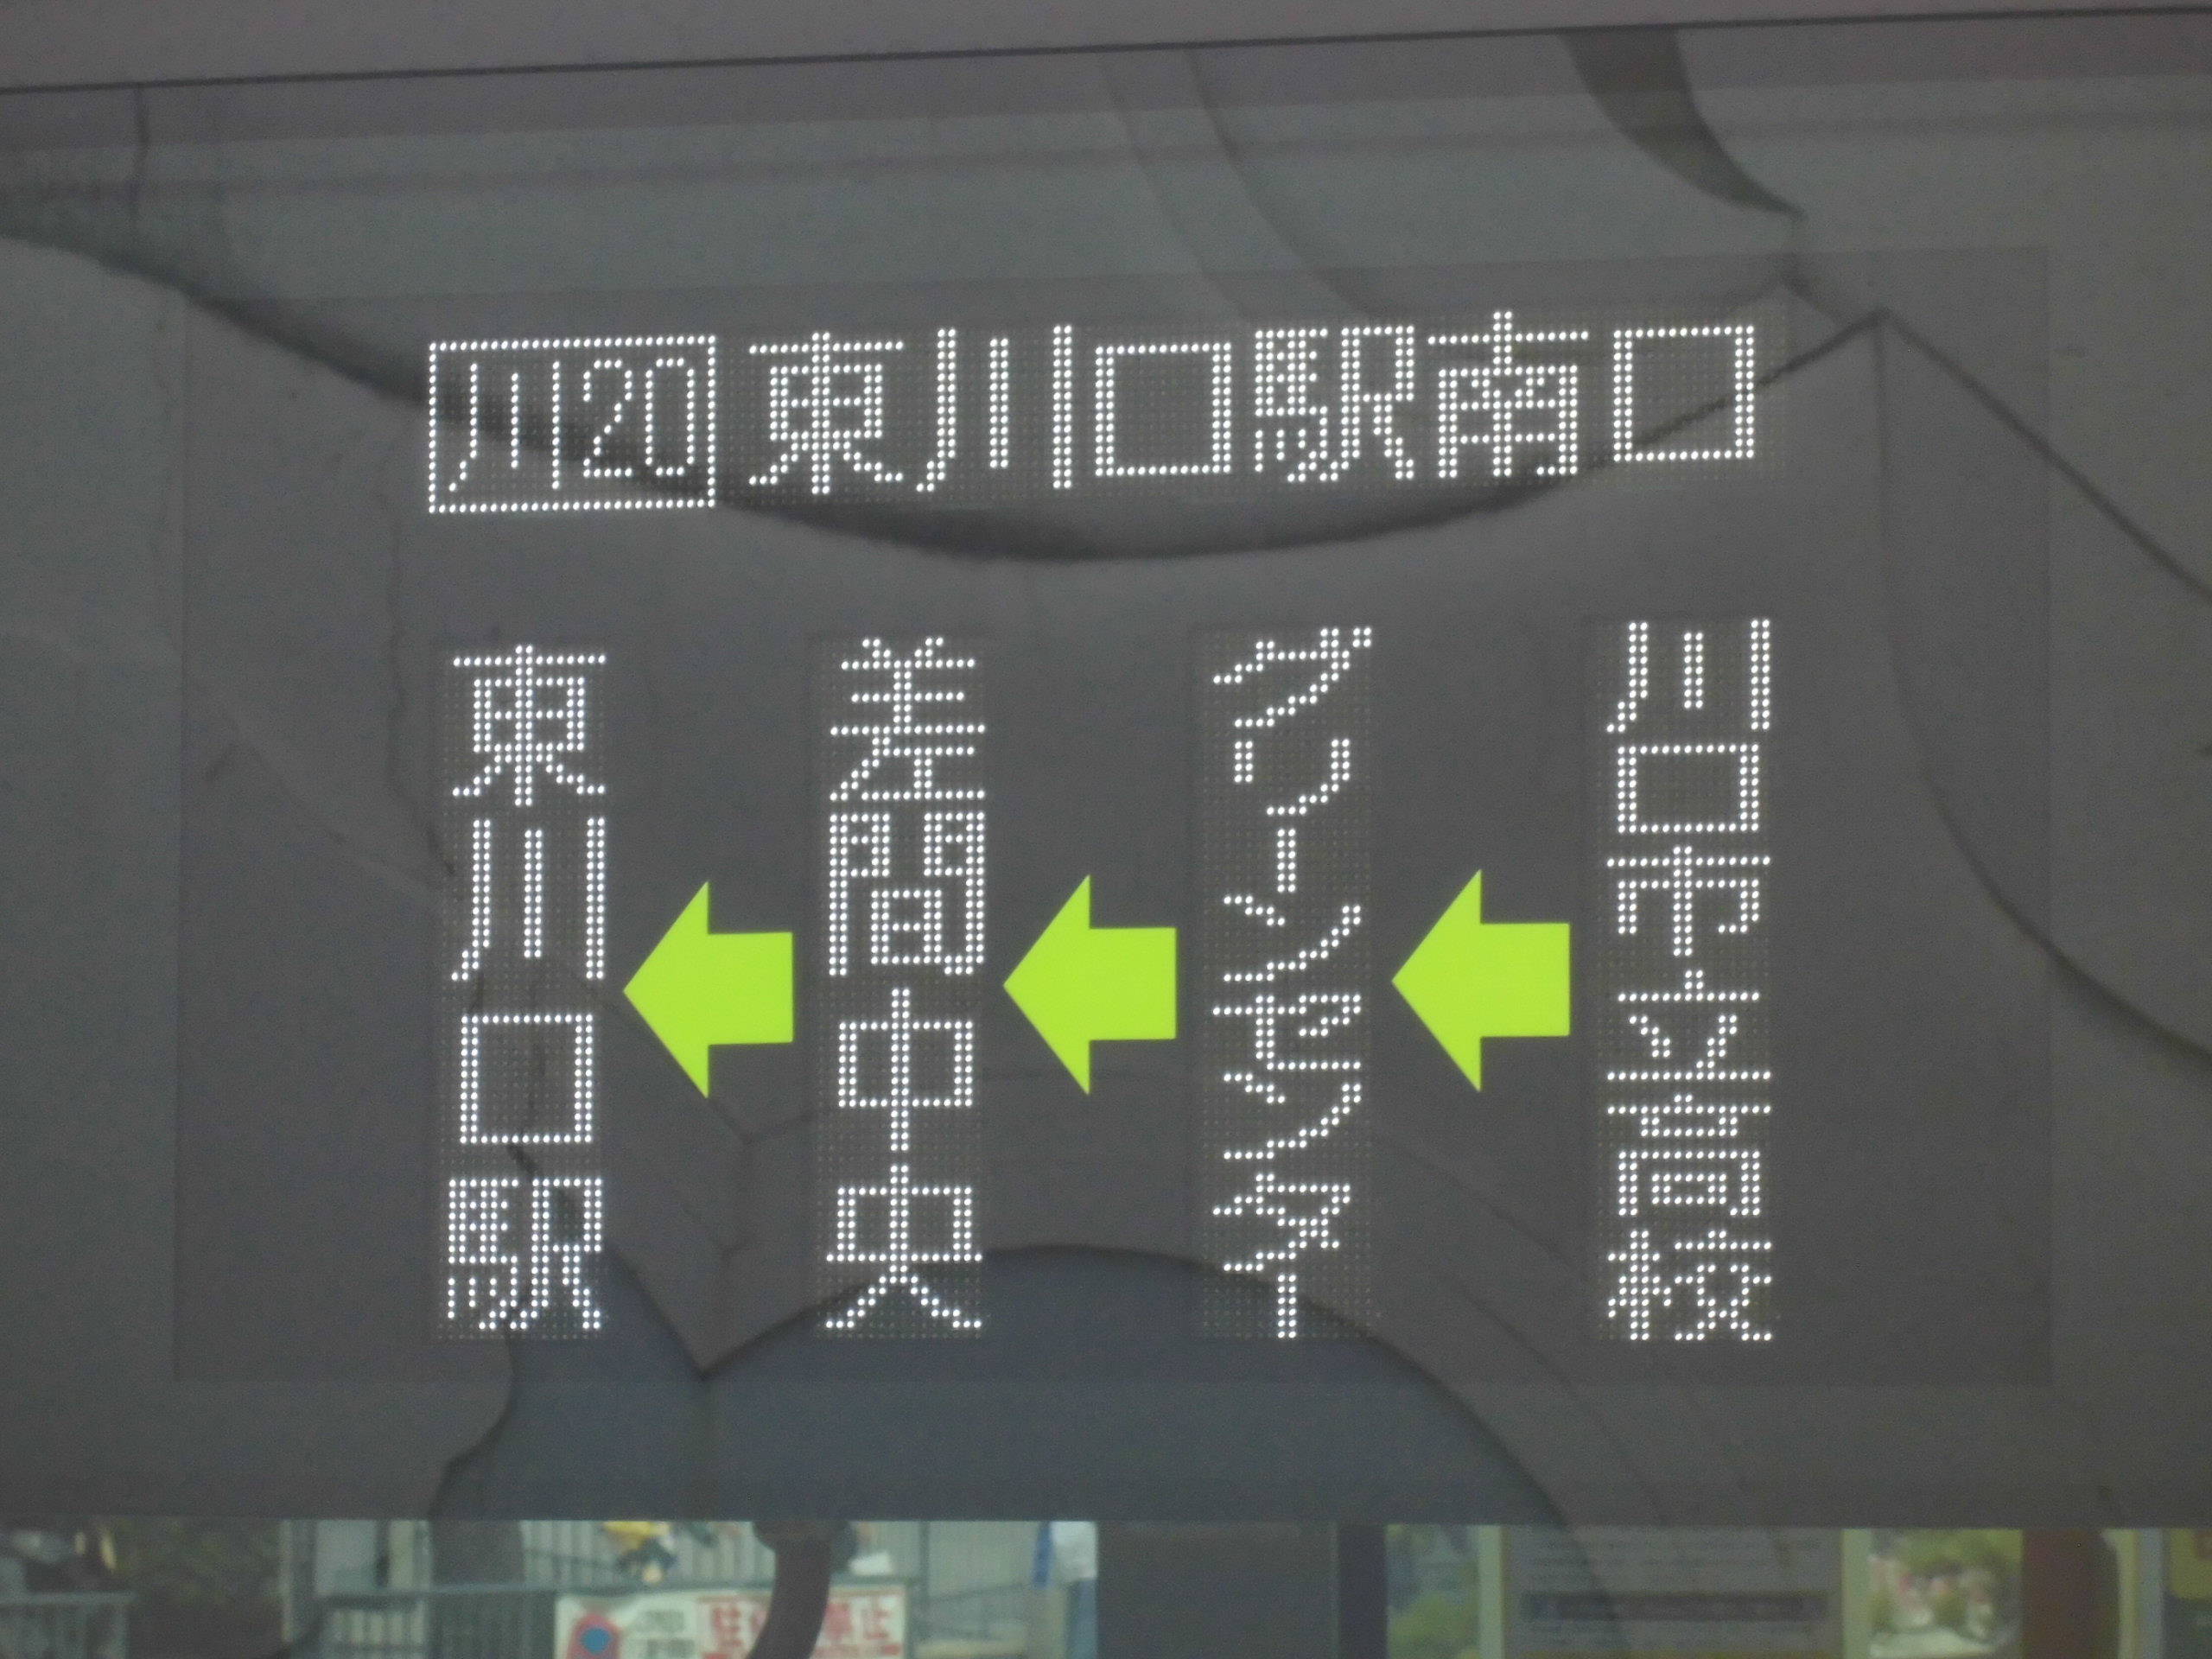 川20 東川口駅南口
川口市立高校
グリーンセンター
差間中央
東川口駅